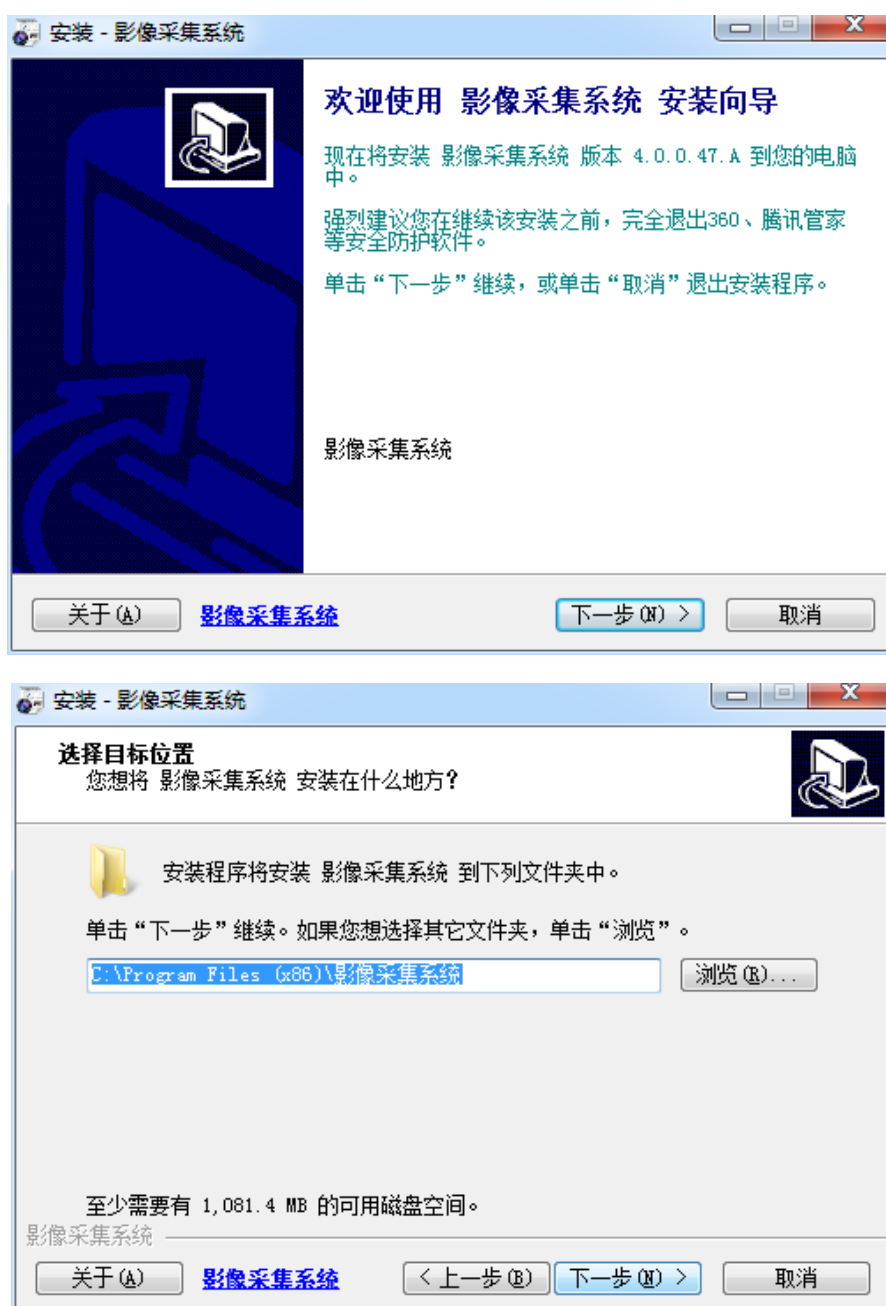 安装 - 影像采集系统
欢迎使用 影像采集系统 安装向导
现在将安装 影像采集系统 版本 4.0.0.47.A 到您的电脑
中。
强烈建议您在继续该安装之前，完全退出360、腾讯管家
等安全防护软件。
单击“下一步”继续，或单击“取消”退出安装程序。
影像采集系统
关于(A) 影像采集系统 下一步(N) > 取消
安装 - 影像采集系统
选择目标位置
您想将 影像采集系统 安装在什么地方?
安装程序将安装 影像采集系统 到下列文件夹中。
单击“下一步”继续。如果您想选择其它文件夹，单击“浏览”。
C:\Program Files (x86)\影像采集系统 浏览(R)...
至少需要有 1,081.4 MB 的可用磁盘空间。
影像采集系统
关于(A) 影像采集系统 < 上一步(B) 下一步(N) > 取消